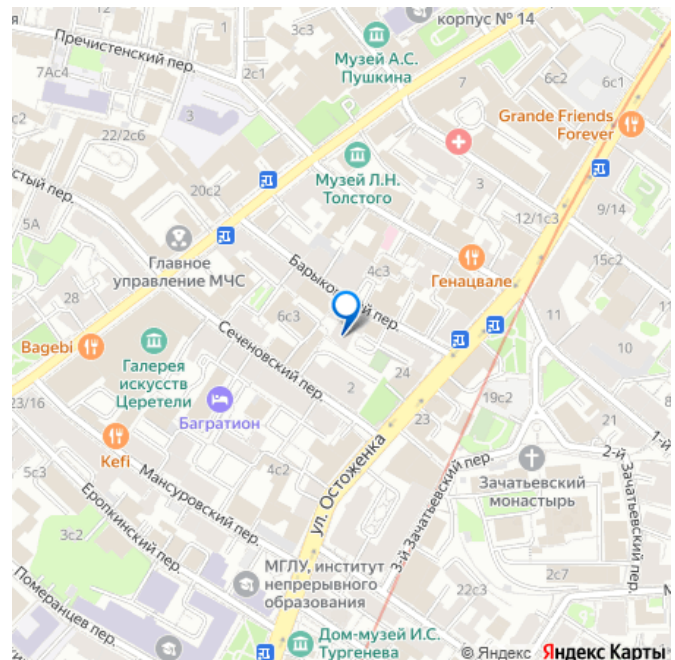 корпус № 14
Пречистенский пер.
1
2с1
7Ас4
3
Музей А.С.
Пушкина
7
6с2
6с1
Grande Friends
Forever
22/2с6
20с2
Музей Л.Н.
Толстого
3
12/1с3
9/14
5А
Главное
управление МЧС
Барыковский пер.
4с3
Генацвале
15с2
28
6с3
11
10
Bagebi
Галерея
искусств
Церетели
Сеченовский пер.
2
24
23
19с2
21
8
23/16
Багратион
1-й
2-й Зачатьевский пер.
Kefi
ул. Остоженка
4с2
Мансуровский пер.
5с3
Еропкинский пер.
3с2
3-й Зачатьевский пер.
Зачатьевский
монастырь
МГЛУ, институт
непрерывного
образования
22с3
2с7
Померанцев пер.
Дом-музей И.С.
Тургенева
© Яндекс Яндекс Карты